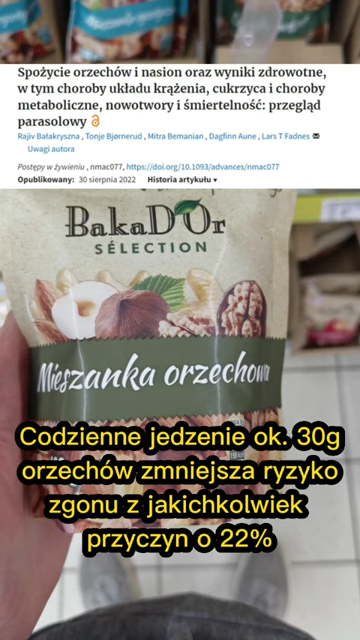 Spożycie orzechów i nasion oraz wyniki zdrowotne,
w tym choroby układu krążenia, cukrzyca i choroby
metaboliczne, nowotwory i śmiertelność: przegląd
parasolowy
Rajiv Bałakryszna , Tonje Bjørnerud , Mitra Bemanian , Dagfinn Aune , Lars T Fadnes
Uwagi autora
Postępy w żywieniu , nmac077, https://doi.org/10.1093/advances/nmac077
Opublikowany: 30 sierpnia 2022 Historia artykułu ▾
BakaD'Or
SÉLECTION
Mieszanka orzechowa
Codzienne jedzenie ok. 30g
orzechów zmniejsza ryzyko
zgonu z jakichkolwiek
przyczyn o 22%